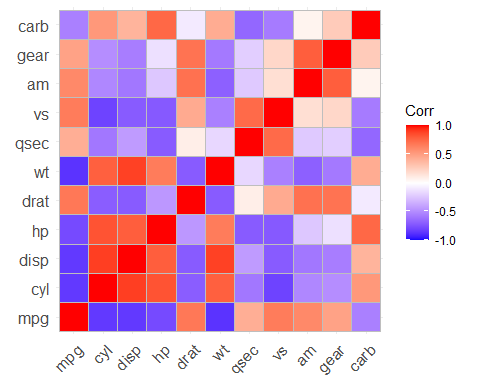 carb
gear
am
vs
qsec
wt
drat
hp
disp
cyl
mpg
mpg cyl disp hp drat wt qsec vs am gear carb
Corr
1.0
0.5
0.0
-0.5
-1.0